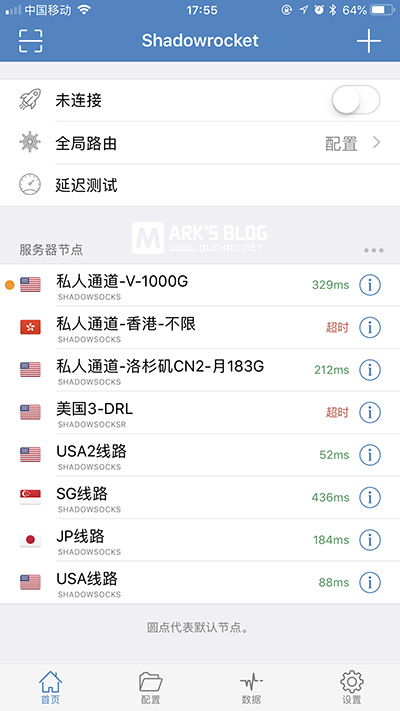 中国移动
17:55
64%
Shadowrocket
未连接
全局路由
配置
延迟测试
MARK'S BLOG
WWW.OUCHAO.NET
服务器节点
私人通道-V-1000G
329ms
SHADOWSOCKS
私人通道-香港-不限
超时
SHADOWSOCKS
私人通道-洛杉矶CN2-月183G
212ms
SHADOWSOCKS
美国3-DRL
超时
SHADOWSOCKSR
USA2线路
52ms
SHADOWSOCKS
SG线路
436ms
SHADOWSOCKS
JP线路
184ms
SHADOWSOCKS
USA线路
88ms
SHADOWSOCKS
圆点代表默认节点。
首页
配置
数据
设置